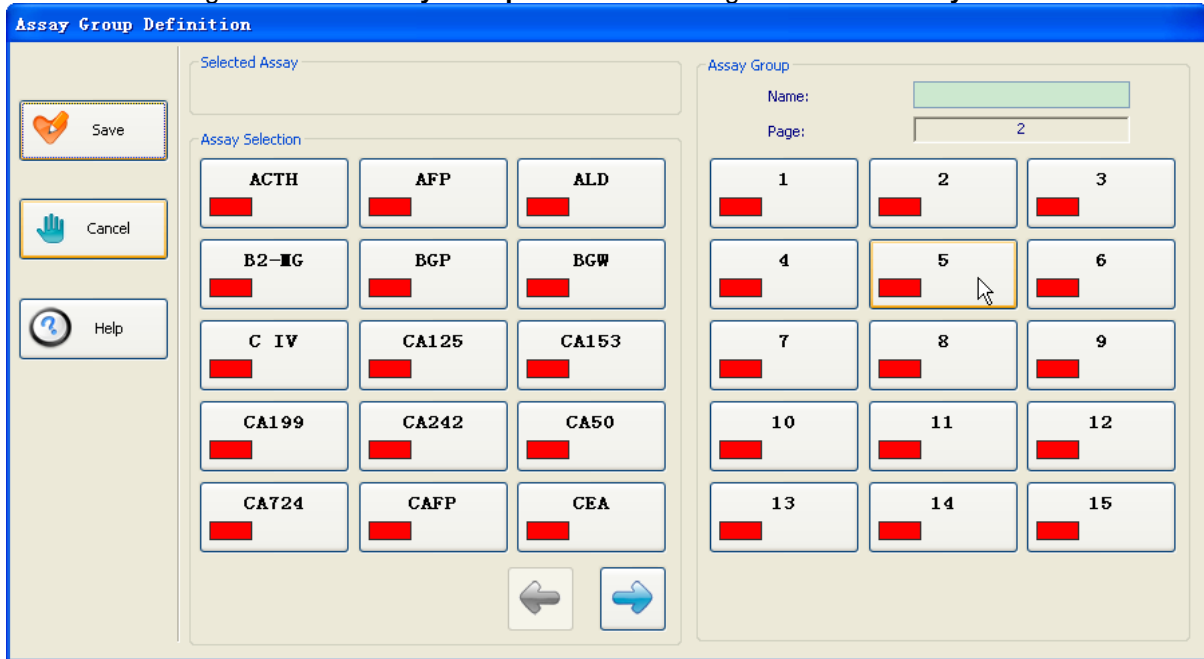 Assay Group Definition
Save
Cancel
Help
Selected Assay
Assay Selection
ACTH AFP ALD
B2-MG BGP BGW
C IV CA125 CA153
CA199 CA242 CA50
CA724 CAFP CEA
Assay Group
Name:
Page: 2
1 2 3
4 5 6
7 8 9
10 11 12
13 14 15